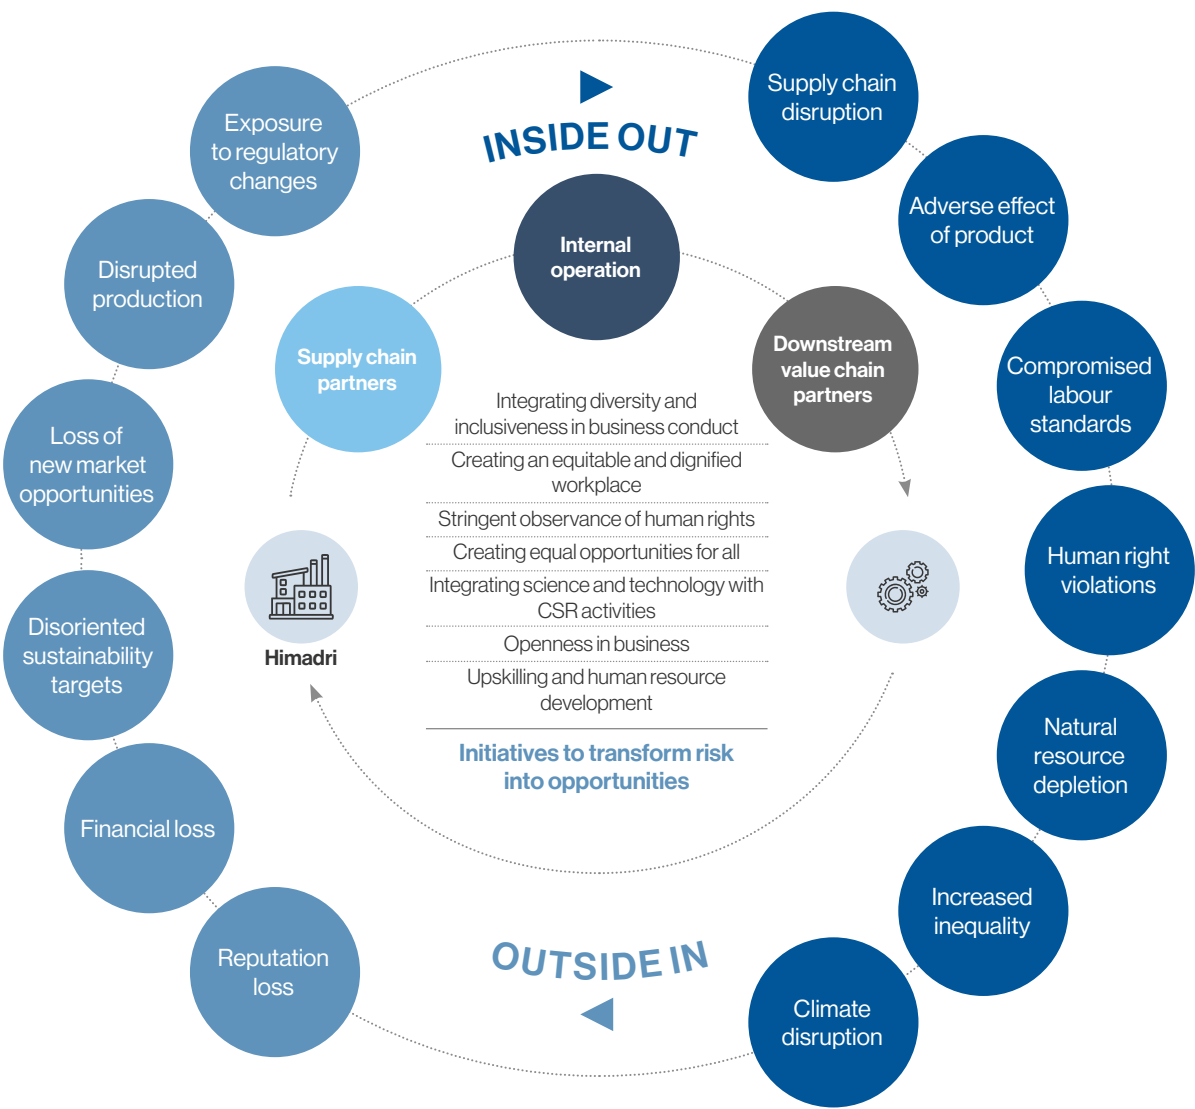 INSIDE OUT
Supply chain
disruption
Adverse effect
of product
Compromised
labour
standards
Human right
violations
Natural
resource
depletion
Increased
inequality
Climate
disruption
OUTSIDE IN
Reputation
loss
Financial loss
Disoriented
sustainability
targets
Loss of
new market
opportunities
Disrupted
production
Exposure
to regulatory
changes
Supply chain
partners
Internal
operation
Downstream
value chain
partners
Himadri
Integrating diversity and
inclusiveness in business conduct
Creating an equitable and dignified
workplace
Stringent observance of human rights
Creating equal opportunities for all
Integrating science and technology with
CSR activities
Openness in business
Upskilling and human resource
development
Initiatives to transform risk
into opportunities